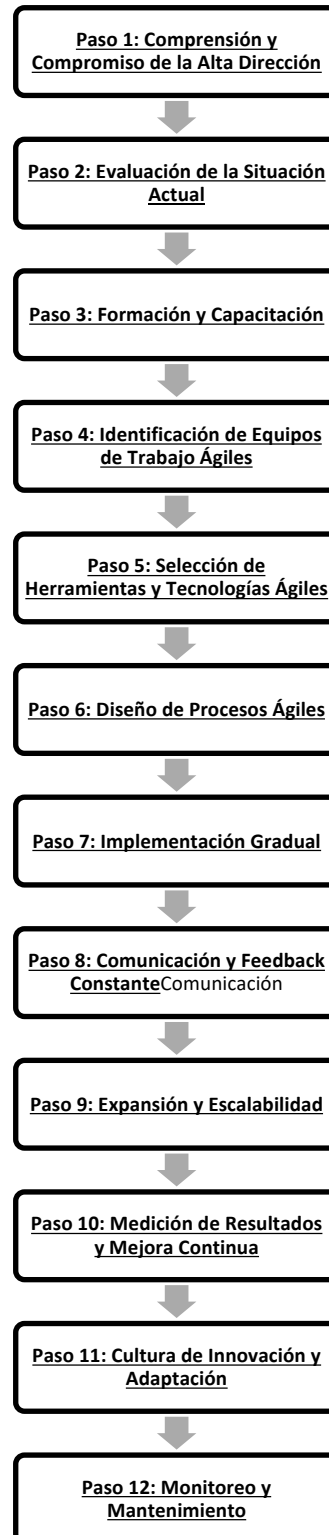 Paso 1: Comprensión y
Compromiso de la Alta Dirección
Paso 2: Evaluación de la Situación
Actual
Paso 3: Formación y Capacitación
Paso 4: Identificación de Equipos
de Trabajo Ágiles
Paso 5: Selección de
Herramientas y Tecnologías Ágiles
Paso 6: Diseño de Procesos Ágiles
Paso 7: Implementación Gradual
Paso 8: Comunicación y Feedback
ConstanteComunicación
Paso 9: Expansión y Escalabilidad
Paso 10: Medición de Resultados
y Mejora Continua
Paso 11: Cultura de Innovación y
Adaptación
Paso 12: Monitoreo y
Mantenimiento